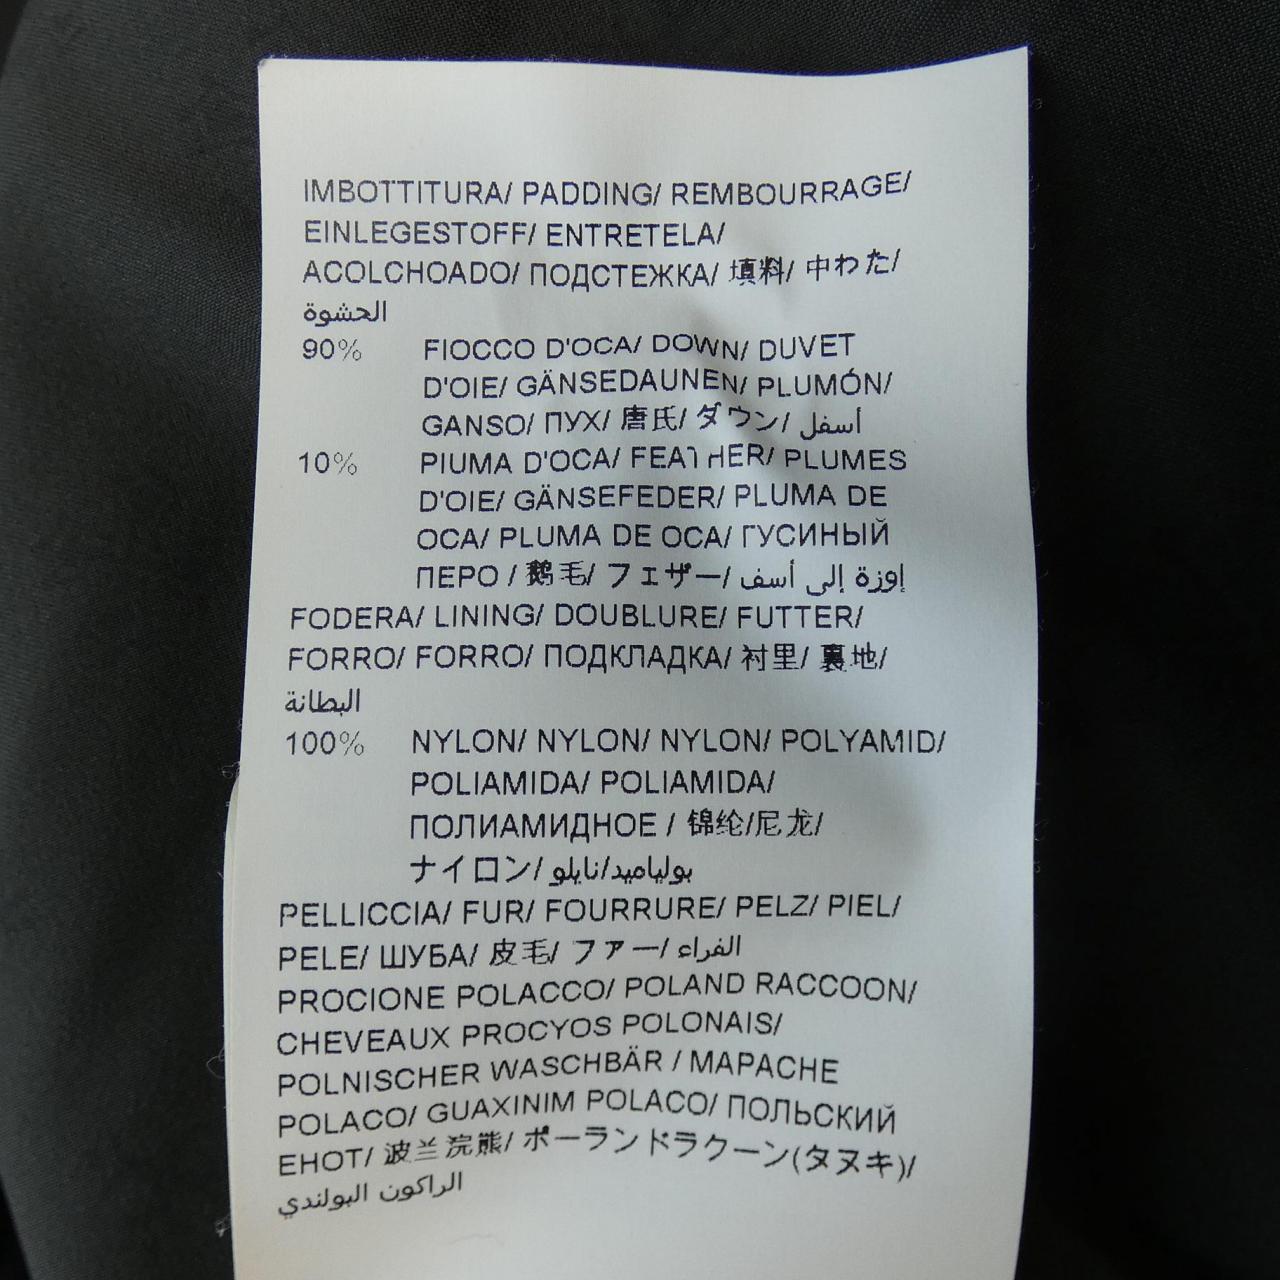 IMBOTTITURA/ PADDING/ REMBOURRAGE/
EINLEGESTOFF/ ENTRETELA/
ACOLCHOADO/ ПОДСТЕЖКА/ 填料/ 中わた/
الحشوة
90% FIOCCO D'OCA/ DOWN/ DUVET
D'OIE/ GÄNSEDAUNEN/ PLUMÓN/
GANSO/ ПУХ/ 唐氏/ ダウン/ أسفل
10% PIUMA D'OCA/ FEATHER/ PLUMES
D'OIE/ GÄNSEFEDER/ PLUMA DE
OCA/ PLUMA DE OCA/ ГУСИНЫЙ
ПЕРО / 鹅毛/ フェザー/ إوزة إلى أسف
FODERA/ LINING/ DOUBLURE/ FUTTER/
FORRO/ FORRO/ ПОДКЛАДКА/ 衬里/ 裏地/
البطانة
100% NYLON/ NYLON/ NYLON/ POLYAMID/
POLIAMIDA/ POLIAMIDA/
ПОЛИАМИДНОЕ / 锦纶/尼龙/
ナイロン/ بولياميد/نايلو
PELLICCIA/ FUR/ FOURRURE/ PELZ/ PIEL/
PELE/ ШУБА/ 皮毛/ ファー/ الفراء
PROCIONE POLACCO/ POLAND RACCOON/
CHEVEAUX PROCYOS POLONAIS/
POLNISCHER WASCHBÄR / MAPACHE
POLACO/ GUAXINIM POLACO/ ПОЛЬСКИЙ
ЕНОТ/ 波兰浣熊/ ポーランドラクーン(タヌキ)/
الراكون البولندي